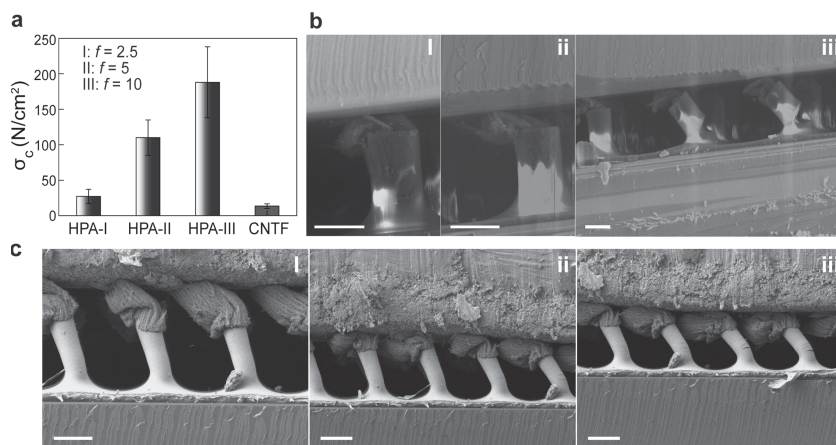 a
σc (N/cm²)
250
200
150
100
50
0
I: f = 2.5
II: f = 5
III: f = 10
HPA-I HPA-II HPA-III CNTF
b
i
ii
iii
c
i
ii
iii